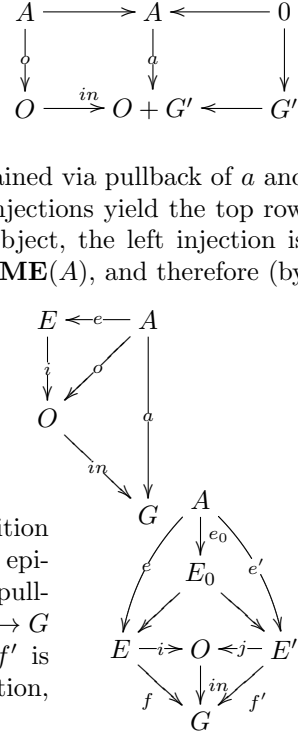 A A 0
o a
in
O O + G′ G′
ained via pullback of a and
njections yield the top row
bject, the left injection is
ME(A), and therefore (by
E e A
i o
O a
in
G
A
ition
e₀
epi-
e E₀ e′
pull-
→ G
E i O j E′
f′ is
f in f′
tion,
G